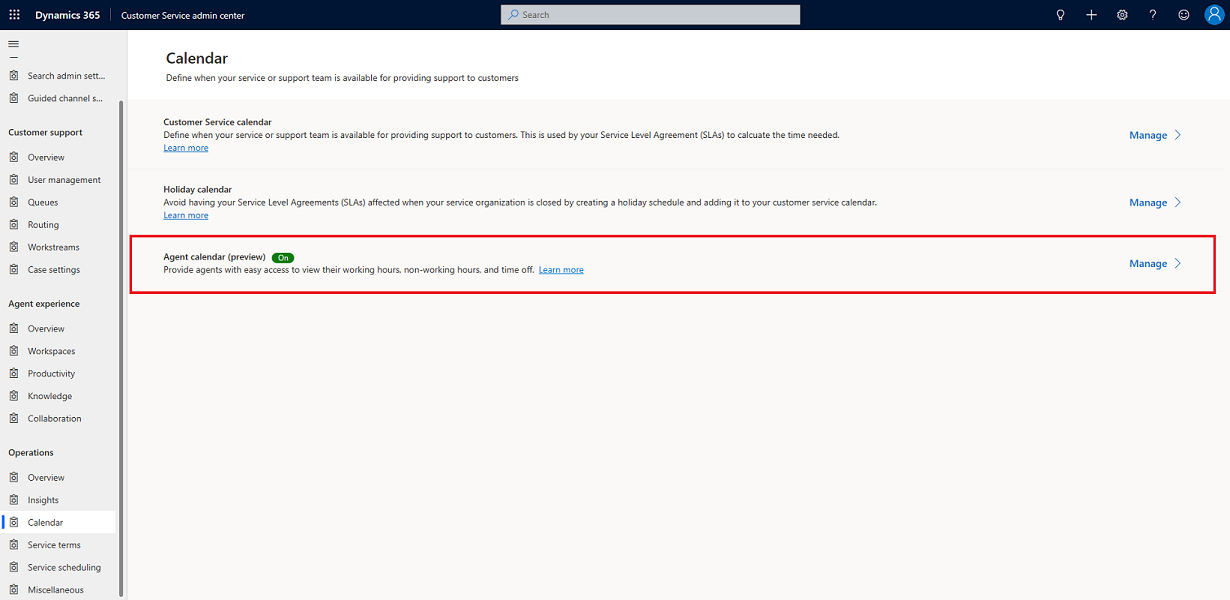 Dynamics 365
Customer Service admin center
Search
Search admin sett...
Guided channel s...
Customer support
Overview
User management
Queues
Routing
Workstreams
Case settings
Agent experience
Overview
Workspaces
Productivity
Knowledge
Collaboration
Operations
Overview
Insights
Calendar
Service terms
Service scheduling
Miscellaneous
Calendar
Define when your service or support team is available for providing support to customers
Customer Service calendar
Define when your service or support team is available for providing support to customers. This is used by your Service Level Agreement (SLAs) to calcuate the time needed.
Learn more
Manage
Holiday calendar
Avoid having your Service Level Agreements (SLAs) affected when your service organization is closed by creating a holiday schedule and adding it to your customer service calendar.
Learn more
Manage
Agent calendar (preview) On
Provide agents with easy access to view their working hours, non-working hours, and time off. Learn more
Manage